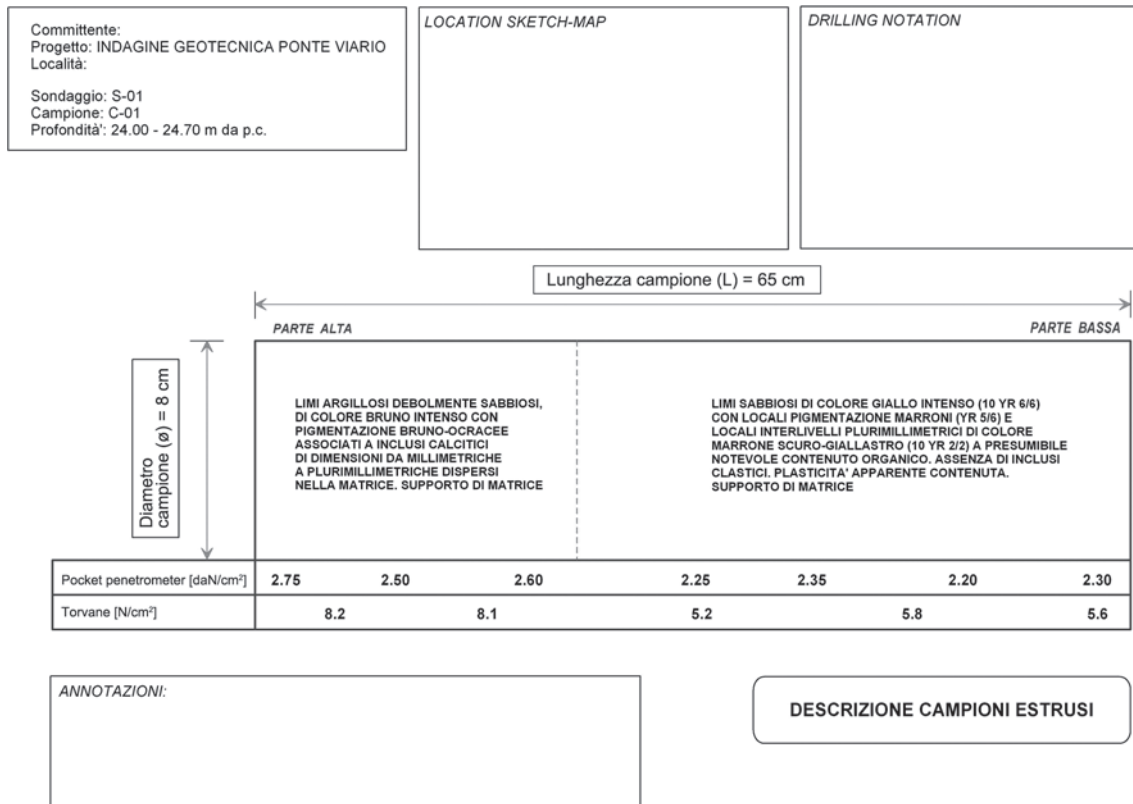 Committente:
Progetto: INDAGINE GEOTECNICA PONTE VIARIO
Località:
Sondaggio: S-01
Campione: C-01
Profondità': 24.00 - 24.70 m da p.c.
LOCATION SKETCH-MAP
DRILLING NOTATION
Lunghezza campione (L) = 65 cm
PARTE ALTA
PARTE BASSA
Diametro
campione (ø) = 8 cm
LIMI ARGILLOSI DEBOLMENTE SABBIOSI,
DI COLORE BRUNO INTENSO CON
PIGMENTAZIONE BRUNO-OCRACEE
ASSOCIATI A INCLUSI CALCITICI
DI DIMENSIONI DA MILLIMETRICHE
A PLURIMILLIMETRICHE DISPERSI
NELLA MATRICE. SUPPORTO DI MATRICE
LIMI SABBIOSI DI COLORE GIALLO INTENSO (10 YR 6/6)
CON LOCALI PIGMENTAZIONE MARRONI (YR 5/6) E
LOCALI INTERLIVELLI PLURIMILLIMETRICI DI COLORE
MARRONE SCURO-GIALLASTRO (10 YR 2/2) A PRESUMIBILE
NOTEVOLE CONTENUTO ORGANICO. ASSENZA DI INCLUSI
CLASTICI. PLASTICITA' APPARENTE CONTENUTA.
SUPPORTO DI MATRICE
Pocket penetrometer [daN/cm²] 2.75 2.50 2.60 2.25 2.35 2.20 2.30
Torvane [N/cm²] 8.2 8.1 5.2 5.8 5.6
ANNOTAZIONI:
DESCRIZIONE CAMPIONI ESTRUSI